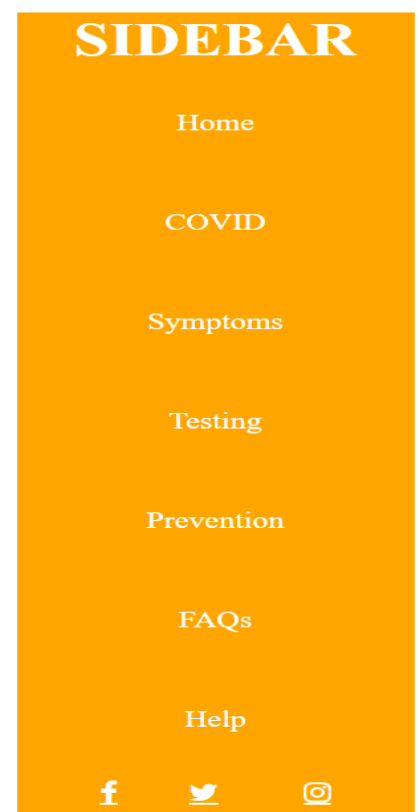 SIDEBAR
Home
COVID
Symptoms
Testing
Prevention
FAQs
Help